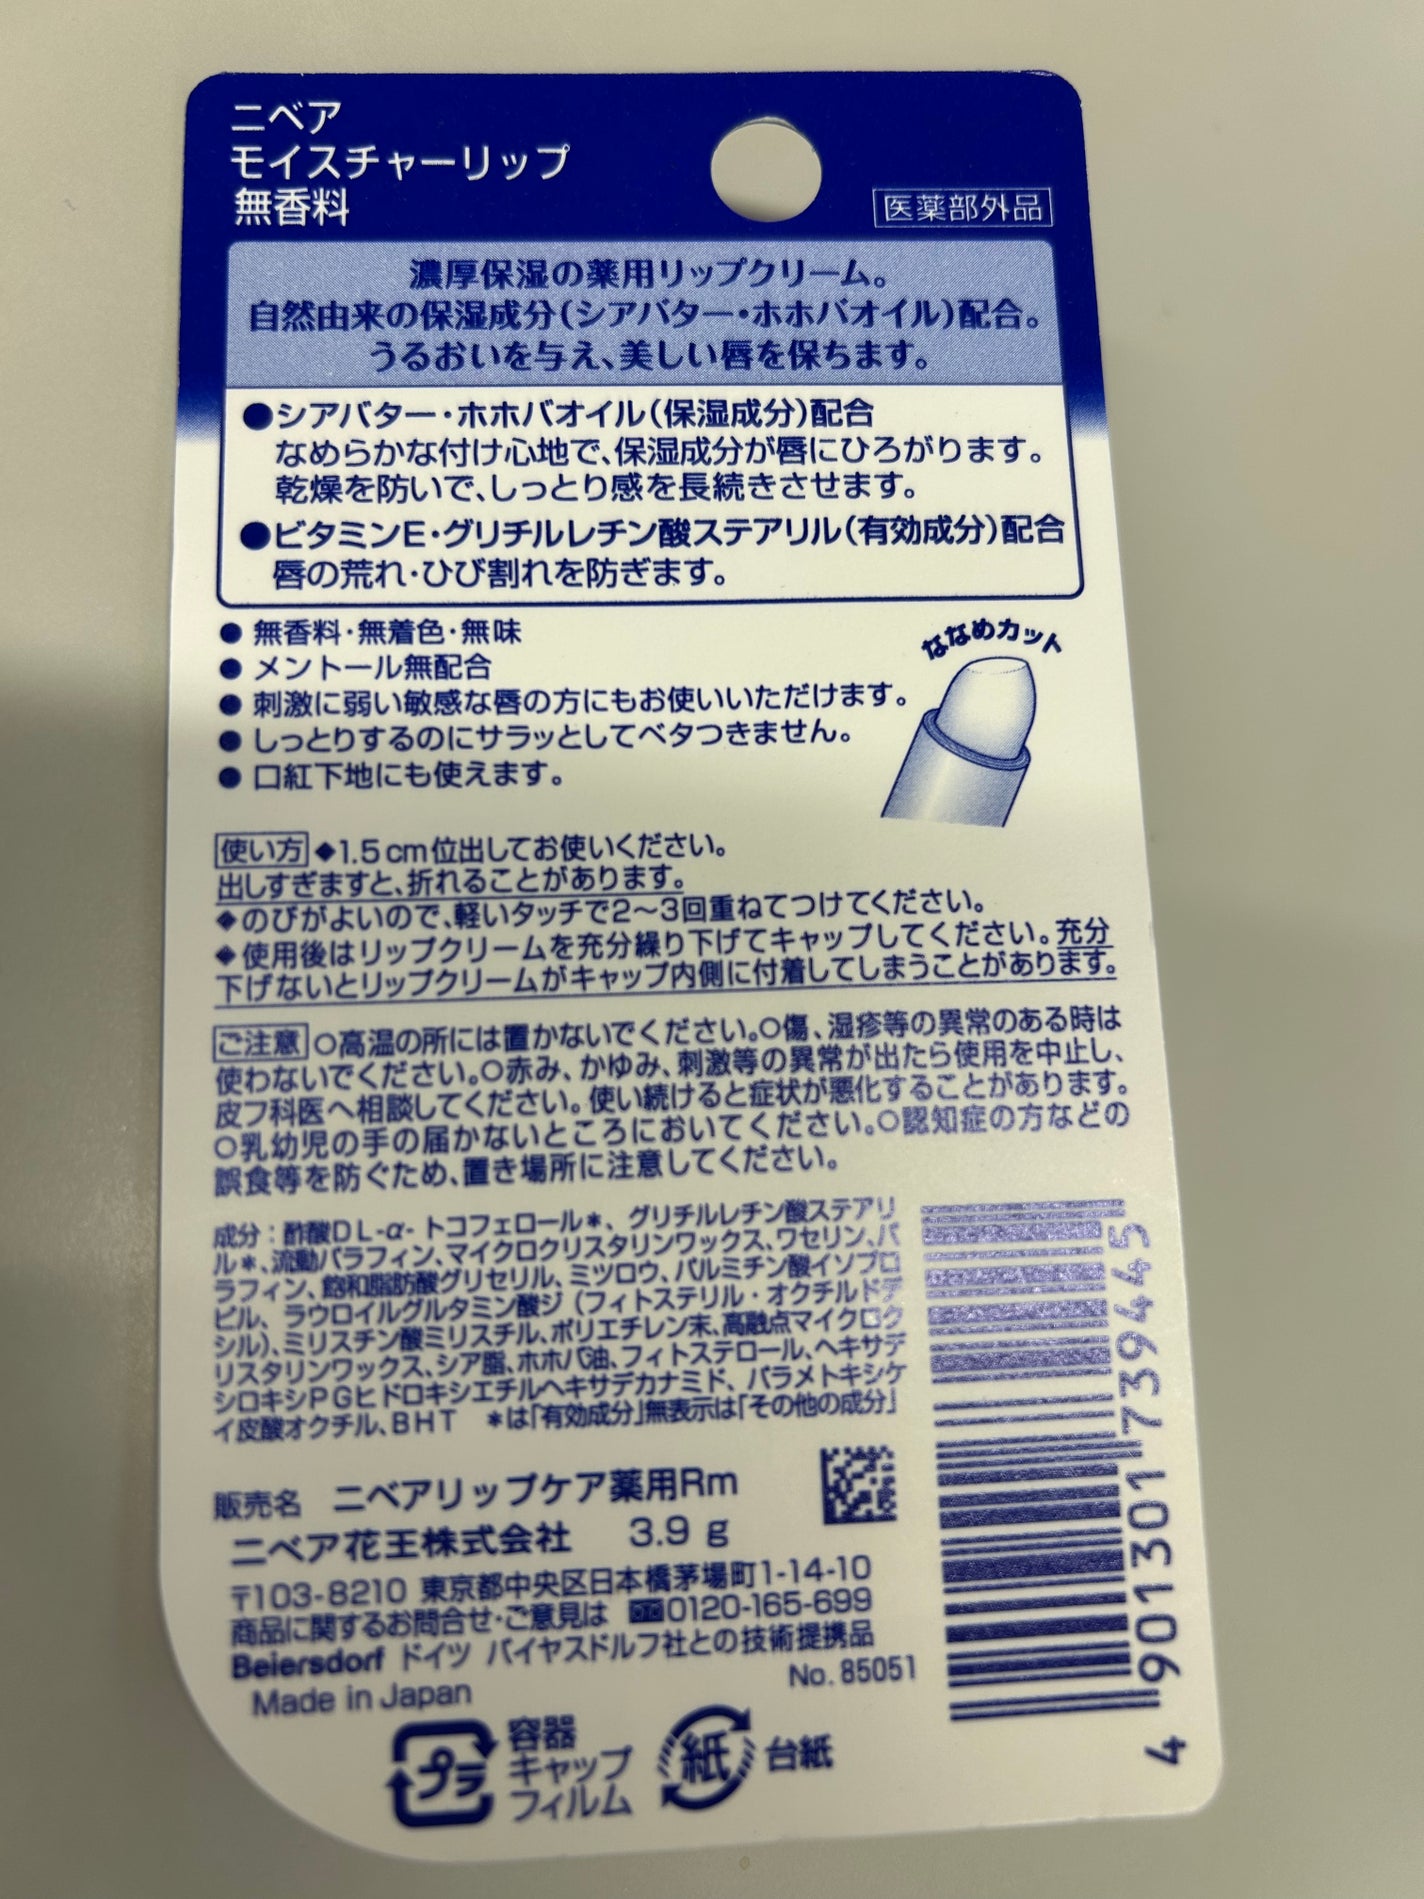 ニベア
モイスチャーリップ
無香料
医薬部外品
濃厚保湿の薬用リップクリーム。
自然由来の保湿成分(シアバター・ホホバオイル)配合。
うるおいを与え、美しい唇を保ちます。
●シアバター・ホホバオイル(保湿成分)配合
なめらかな付け心地で、保湿成分が唇にひろがります。
乾燥を防いで、しっとり感を長続きさせます。
●ビタミンE・グリチルレチン酸ステアリル(有効成分)配合
唇の荒れ・ひび割れを防ぎます。
● 無香料・無着色・無味
● メントール無配合
● 刺激に弱い敏感な唇の方にもお使いいただけます。
● しっとりするのにサラッとしてベタつきません。
● 口紅下地にも使えます。
ななめカット
使い方 ◆1.5cm位出してお使いください。
出しすぎますと、折れることがあります。
◆のびがよいので、軽いタッチで2〜3回重ねてつけてください。
◆使用後はリップクリームを充分繰り下げてキャップしてください。充分
下げないとリップクリームがキャップ内側に付着してしまうことがあります。
ご注意 ○高温の所には置かないでください。○傷、湿疹等の異常のある時は
使わないでください。○赤み、かゆみ、刺激等の異常が出たら使用を中止し、
皮フ科医へ相談してください。使い続けると症状が悪化することがあります。
○乳幼児の手の届かないところにおいてください。○認知症の方などの
誤食等を防ぐため、置き場所に注意してください。
成分：酢酸DL-α-トコフェロール＊、グリチルレチン酸ステアリ
ル＊、流動パラフィン、マイクロクリスタリンワックス、ワセリン、パ
ラフィン、飽和脂肪酸グリセリル、ミツロウ、パルミチン酸イソプロ
ピル、ラウロイルグルタミン酸ジ(フィトステリル・オクチルドデ
シル)、ミリスチン酸ミリスチル、ポリエチレン末、高融点マイクロク
リスタリンワックス、シア脂、ホホバ油、フィトステロール、ヘキサデ
シロキシPGヒドロキシエチルヘキサデカナミド、パラメトキシケ
イ皮酸オクチル、BHT ＊は「有効成分」無表示は「その他の成分」
販売名 ニベアリップケア薬用Rm
ニベア花王株式会社 3.9g
〒103-8210 東京都中央区日本橋茅場町1-14-10
商品に関するお問合せ・ご意見は 0120-165-699
Beiersdorf ドイツ バイヤスドルフ社との技術提携品
Made in Japan
No. 85051
プラ
容器
キャップ
フィルム
紙
台紙
4 901301 739445